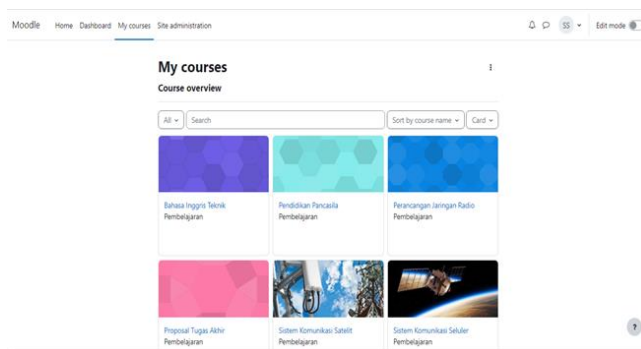 Moodle Home Dashboard My courses Site administration SS Edit mode
My courses
Course overview
All Search Sort by course name Card
Bahasa Inggris Teknik Pendidikan Pancasila Perancangan Jaringan Radio
Pembelajaran Pembelajaran Pembelajaran
Proposal Tugas Akhir Sistem Komunikasi Satelit Sistem Komunikasi Seluler
Pembelajaran Pembelajaran Pembelajaran
?